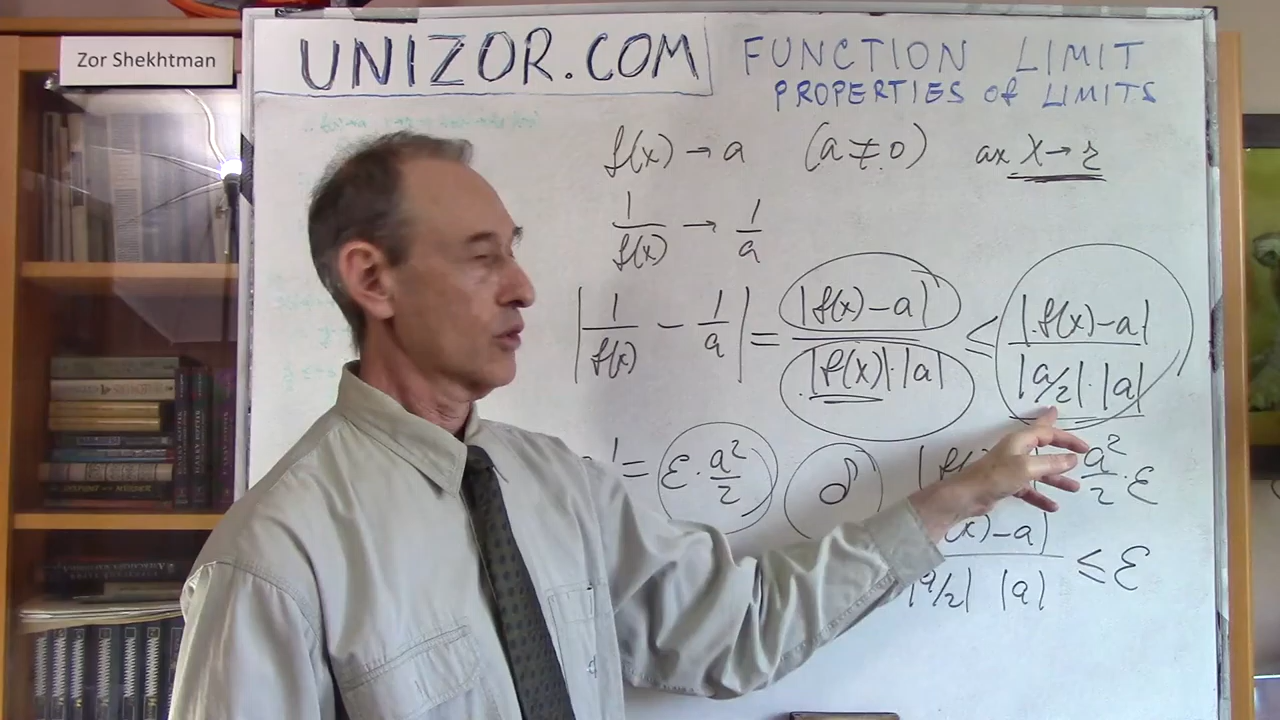 Zor Shekhtman
UNIZOR.COM
FUNCTION LIMIT
PROPERTIES of LIMITS
f(x) → a (a ≠ 0) as x → r
1/f(x) → 1/a
|1/f(x) − 1/a| = |f(x)−a| / |f(x)|·|a| ≤ |f(x)−a| / |a/2|·|a|
= ε·a²/2 δ a²/2·ε
(x)−a| / |a/2| |a| ≤ ε